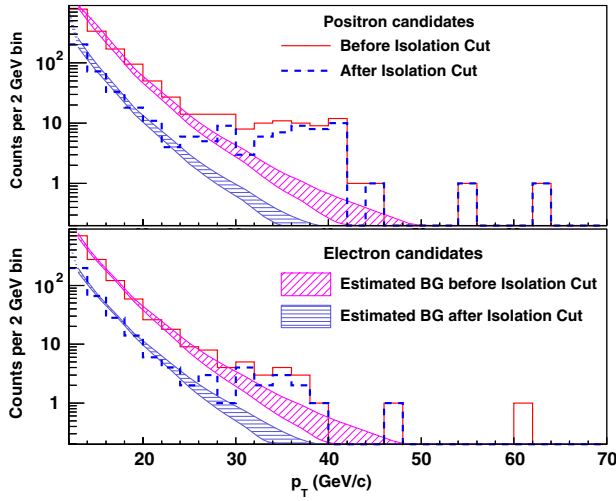 Positron candidates
Before Isolation Cut
After Isolation Cut
Counts per 2 GeV bin
10²
10
1
Electron candidates
Estimated BG before Isolation Cut
Estimated BG after Isolation Cut
Counts per 2 GeV bin
10²
10
1
20 30 40 50 60 70
p_T (GeV/c)